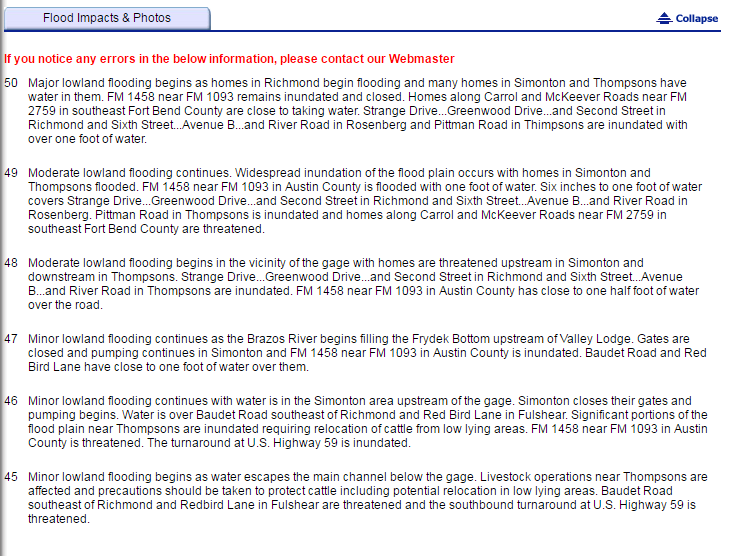 Flood Impacts & Photos
Collapse
If you notice any errors in the below information, please contact our Webmaster
50 Major lowland flooding begins as homes in Richmond begin flooding and many homes in Simonton and Thompsons have
water in them. FM 1458 near FM 1093 remains inundated and closed. Homes along Carrol and McKeever Roads near FM
2759 in southeast Fort Bend County are close to taking water. Strange Drive...Greenwood Drive...and Second Street in
Richmond and Sixth Street...Avenue B...and River Road in Rosenberg and Pittman Road in Thimpsons are inundated with
over one foot of water.
49 Moderate lowland flooding continues. Widespread inundation of the flood plain occurs with homes in Simonton and
Thompsons flooded. FM 1458 near FM 1093 in Austin County is flooded with one foot of water. Six inches to one foot of water
covers Strange Drive...Greenwood Drive...and Second Street in Richmond and Sixth Street...Avenue B...and River Road in
Rosenberg. Pittman Road in Thompsons is inundated and homes along Carrol and McKeever Roads near FM 2759 in
southeast Fort Bend County are threatened.
48 Moderate lowland flooding begins in the vicinity of the gage with homes are threatened upstream in Simonton and
downstream in Thompsons. Strange Drive...Greenwood Drive...and Second Street in Richmond and Sixth Street...Avenue
B...and River Road in Thompsons are inundated. FM 1458 near FM 1093 in Austin County has close to one half foot of water
over the road.
47 Minor lowland flooding continues as the Brazos River begins filling the Frydek Bottom upstream of Valley Lodge. Gates are
closed and pumping continues in Simonton and FM 1458 near FM 1093 in Austin County is inundated. Baudet Road and Red
Bird Lane have close to one foot of water over them.
46 Minor lowland flooding continues with water is in the Simonton area upstream of the gage. Simonton closes their gates and
pumping begins. Water is over Baudet Road southeast of Richmond and Red Bird Lane in Fulshear. Significant portions of the
flood plain near Thompsons are inundated requiring relocation of cattle from low lying areas. FM 1458 near FM 1093 in Austin
County is threatened. The turnaround at U.S. Highway 59 is inundated.
45 Minor lowland flooding begins as water escapes the main channel below the gage. Livestock operations near Thompsons are
affected and precautions should be taken to protect cattle including potential relocation in low lying areas. Baudet Road
southeast of Richmond and Redbird Lane in Fulshear are threatened and the southbound turnaround at U.S. Highway 59 is
threatened.